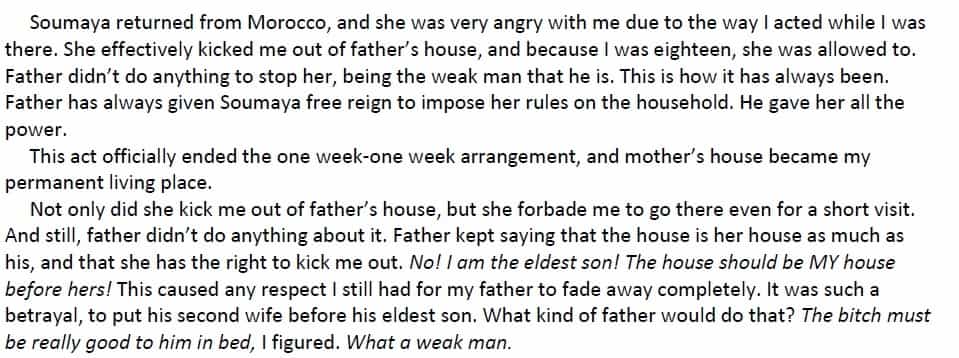 Soumaya returned from Morocco, and she was very angry with me due to the way I acted while I was
there. She effectively kicked me out of father’s house, and because I was eighteen, she was allowed to.
Father didn’t do anything to stop her, being the weak man that he is. This is how it has always been.
Father has always given Soumaya free reign to impose her rules on the household. He gave her all the
power.
This act officially ended the one week-one week arrangement, and mother’s house became my
permanent living place.
Not only did she kick me out of father’s house, but she forbade me to go there even for a short visit.
And still, father didn’t do anything about it. Father kept saying that the house is her house as much as
his, and that she has the right to kick me out. No! I am the eldest son! The house should be MY house
before hers! This caused any respect I still had for my father to fade away completely. It was such a
betrayal, to put his second wife before his eldest son. What kind of father would do that? The bitch must
be really good to him in bed, I figured. What a weak man.